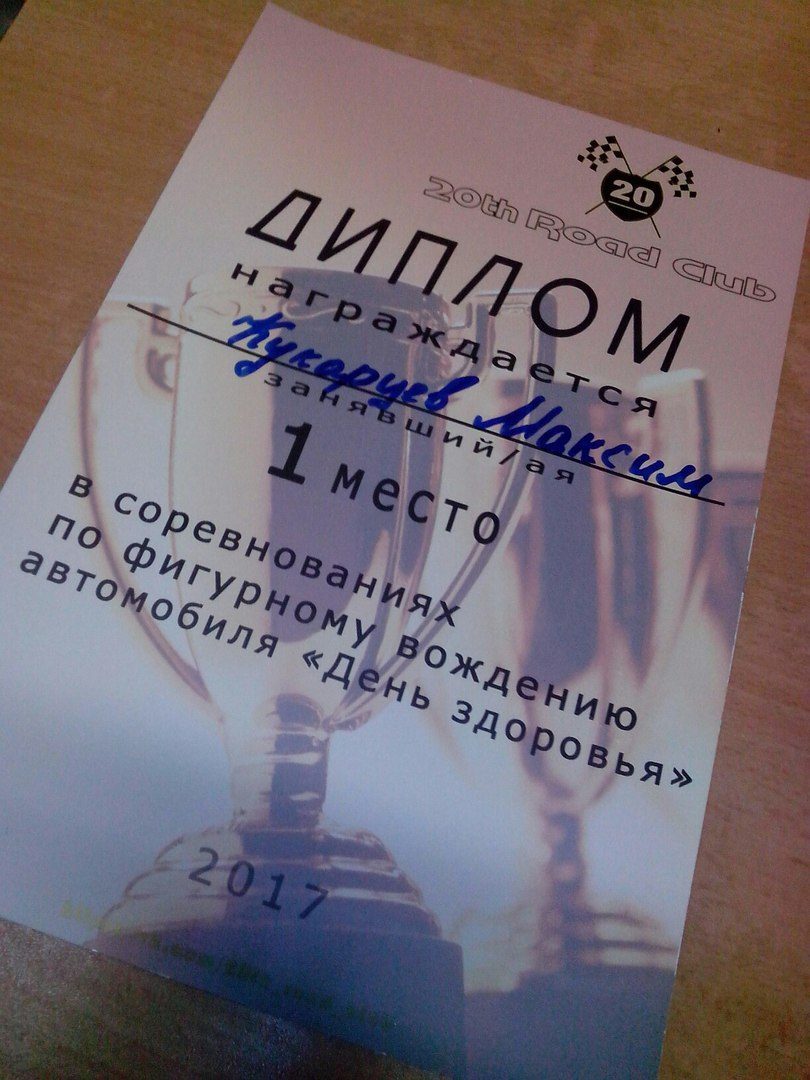 20
20th Road Club
ДИПЛОМ
награждается
Жукарцев Максим
занявший/ая
1 место
в соревнованиях
по фигурному вождению
автомобиля «День здоровья»
2017